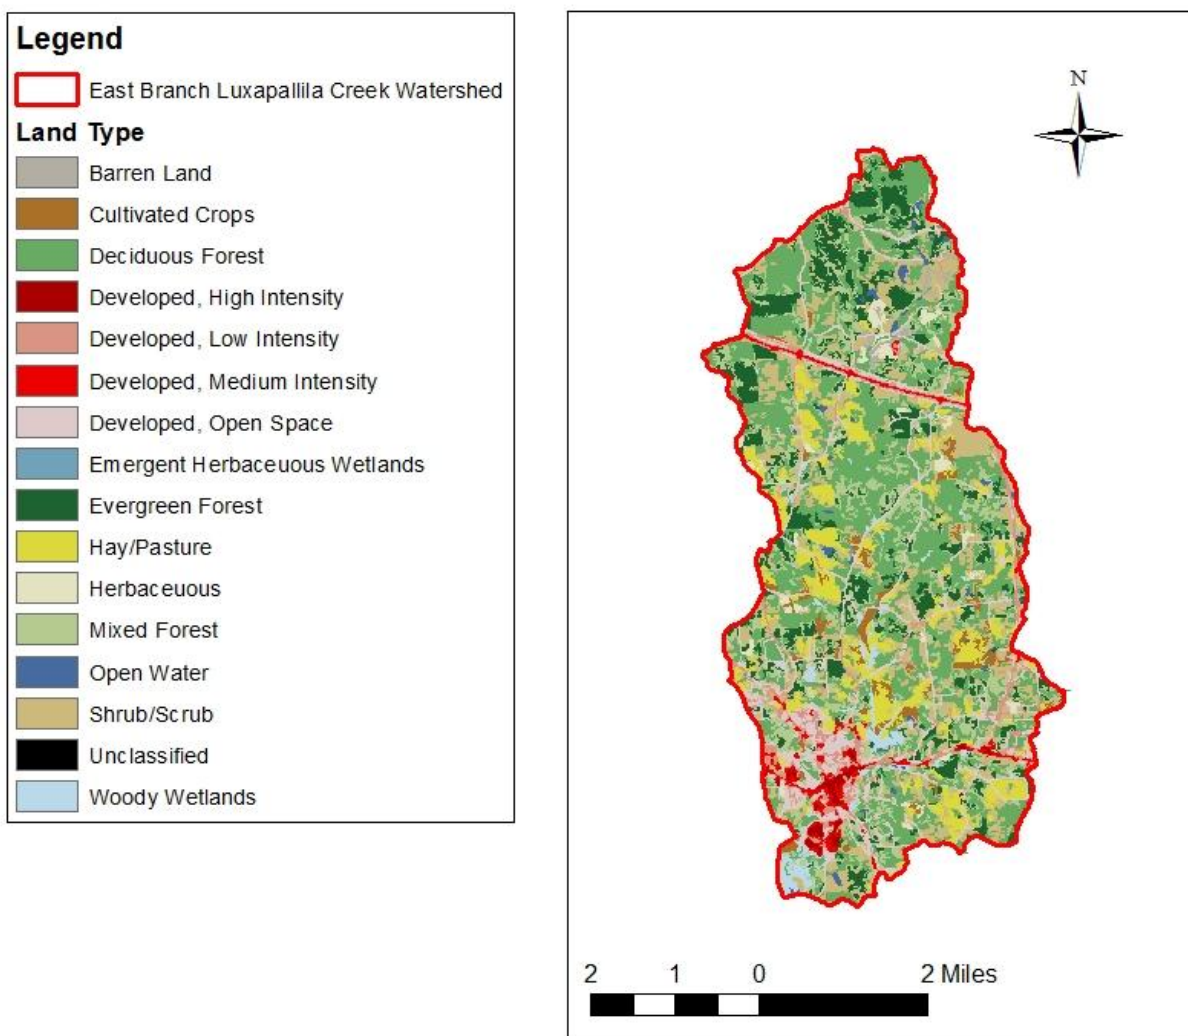 Legend
East Branch Luxapallila Creek Watershed
Land Type
Barren Land
Cultivated Crops
Deciduous Forest
Developed, High Intensity
Developed, Low Intensity
Developed, Medium Intensity
Developed, Open Space
Emergent Herbaceuous Wetlands
Evergreen Forest
Hay/Pasture
Herbaceuous
Mixed Forest
Open Water
Shrub/Scrub
Unclassified
Woody Wetlands
N
2 1 0 2 Miles